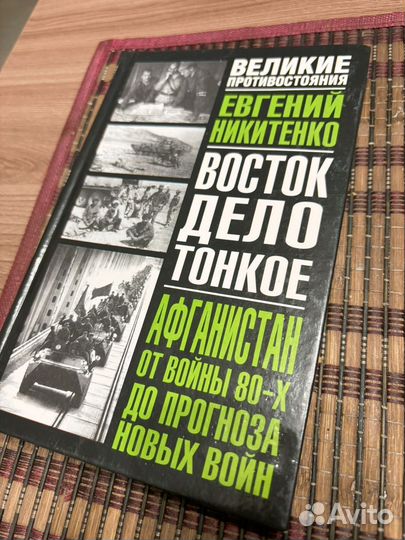 ВЕЛИКИЕ
ПРОТИВОСТОЯНИЯ
ЕВГЕНИЙ
НИКИТЕНКО
ВОСТОК
ДЕЛО
ТОНКОЕ
АФГАНИСТАН
ОТ ВОЙНЫ 80-Х
ДО ПРОГНОЗА
НОВЫХ ВОЙН
Avito